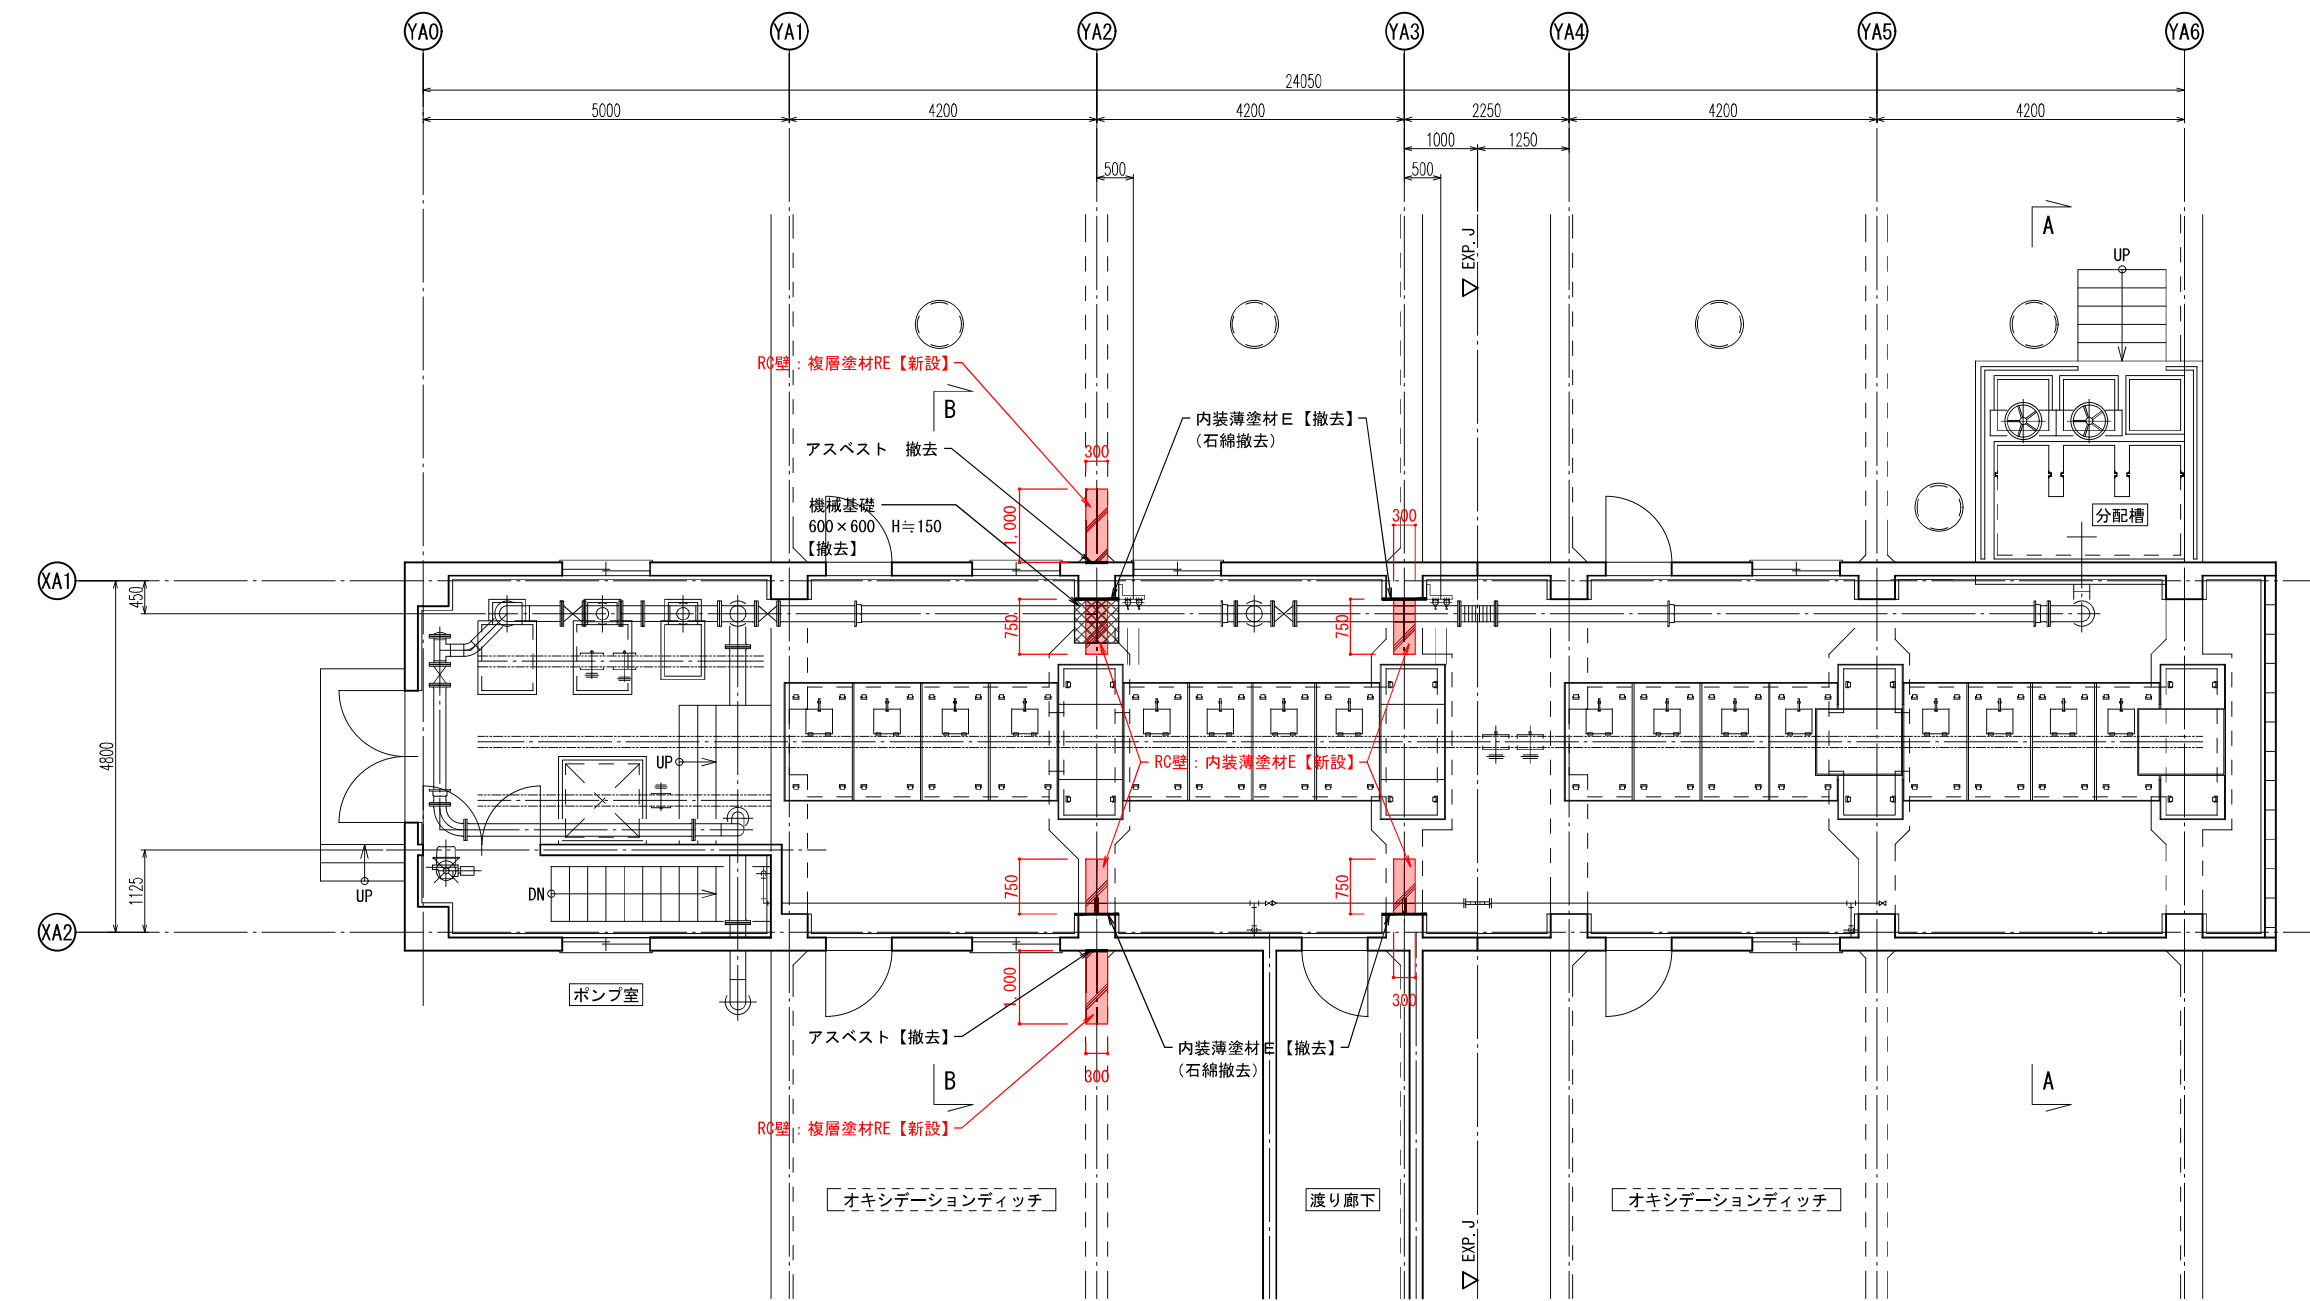 YA0 YA1 YA2 YA3 YA4 YA5 YA6
24050
5000 4200 4200 2250 4200 4200
1000 1250
500 500
EXP.J
A
UP
RC壁：複層塗材RE【新設】
B
内装薄塗材E【撤去】
（石綿撤去）
アスベスト　撤去
300
機械基礎
600×600　H≒150
【撤去】
1,000
300
分配槽
XA1
450
750
750
4800
UP
RC壁：内装薄塗材E【新設】
1125
UP
DN
750
750
XA2
ポンプ室
1,000
300
アスベスト【撤去】
内装薄塗材E【撤去】
（石綿撤去）
300
B
A
RC壁：複層塗材RE【新設】
オキシデーションディッチ
渡り廊下
オキシデーションディッチ
EXP.J